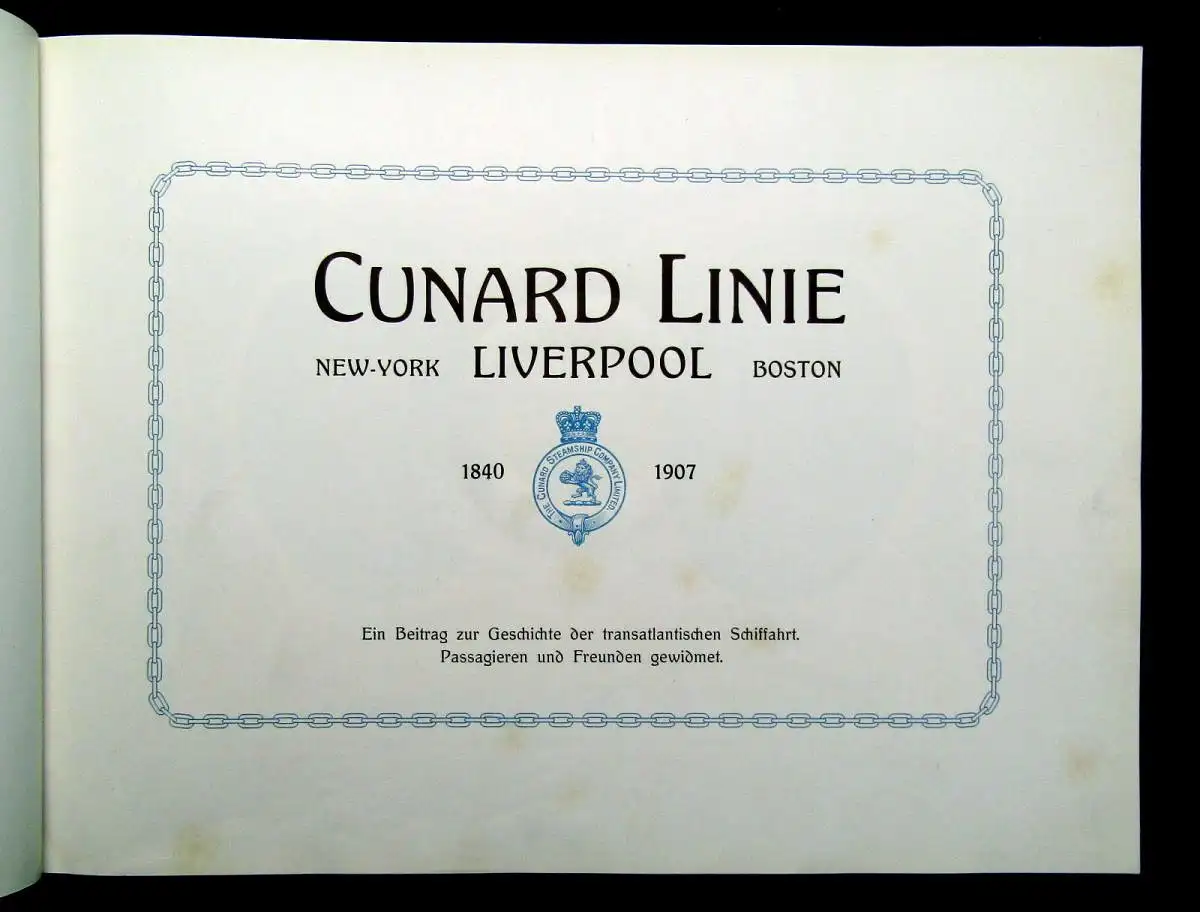 CUNARD LINIE
NEW-YORK LIVERPOOL BOSTON
1840 1907
THE CUNARD STEAMSHIP COMPANY LIMITED
Ein Beitrag zur Geschichte der transatlantischen Schiffahrt.
Passagieren und Freunden gewidmet.